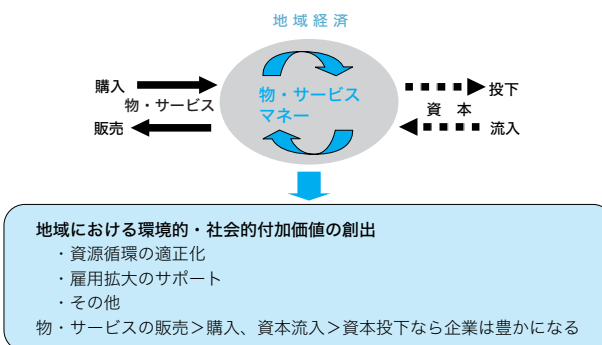 地域経済
購入
物・サービス
販売
物・サービス
マネー
投下
資 本
流入
地域における環境的・社会的付加価値の創出
・資源循環の適正化
・雇用拡大のサポート
・その他
物・サービスの販売＞購入、資本流入＞資本投下なら企業は豊かになる